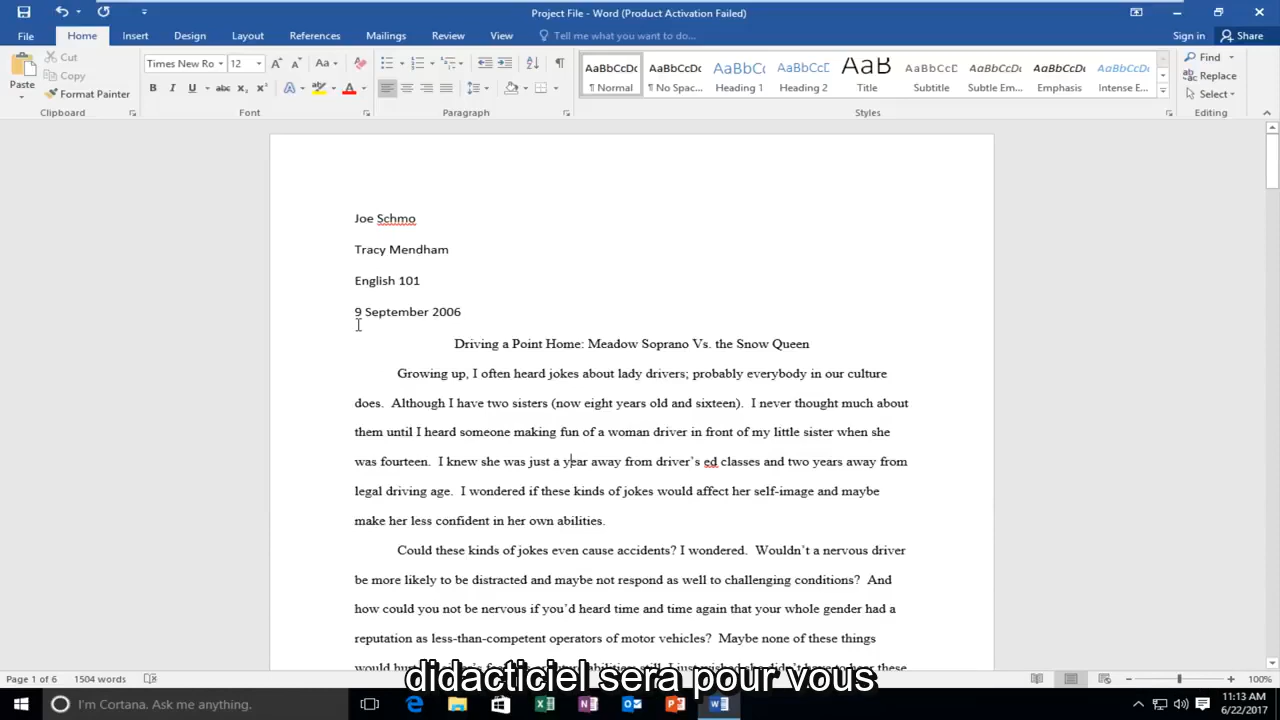 Project File - Word (Product Activation Failed)
File Home Insert Design Layout References Mailings Review View Tell me what you want to do... Sign in Share
Cut
Copy
Paste
Format Painter
Times New Ro 12
AaBbCcDc AaBbCcDc AaBbCc AaBbCcD AaB AaBbCcD AaBbCcDc AaBbCcDc AaBbCcDc
¶ Normal ¶ No Spac... Heading 1 Heading 2 Title Subtitle Subtle Em... Emphasis Intense E...
Find
Replace
Select
Clipboard Font Paragraph Styles Editing
Joe Schmo
Tracy Mendham
English 101
9 September 2006
Driving a Point Home: Meadow Soprano Vs. the Snow Queen
Growing up, I often heard jokes about lady drivers; probably everybody in our culture
does. Although I have two sisters (now eight years old and sixteen). I never thought much about
them until I heard someone making fun of a woman driver in front of my little sister when she
was fourteen. I knew she was just a year away from driver’s ed classes and two years away from
legal driving age. I wondered if these kinds of jokes would affect her self-image and maybe
make her less confident in her own abilities.
Could these kinds of jokes even cause accidents? I wondered. Wouldn’t a nervous driver
be more likely to be distracted and maybe not respond as well to challenging conditions? And
how could you not be nervous if you’d heard time and time again that your whole gender had a
reputation as less-than-competent operators of motor vehicles? Maybe none of these things
didacticiel sera pour vous
Page 1 of 6 1504 words 100%
I'm Cortana. Ask me anything.
11:13 AM
6/22/2017